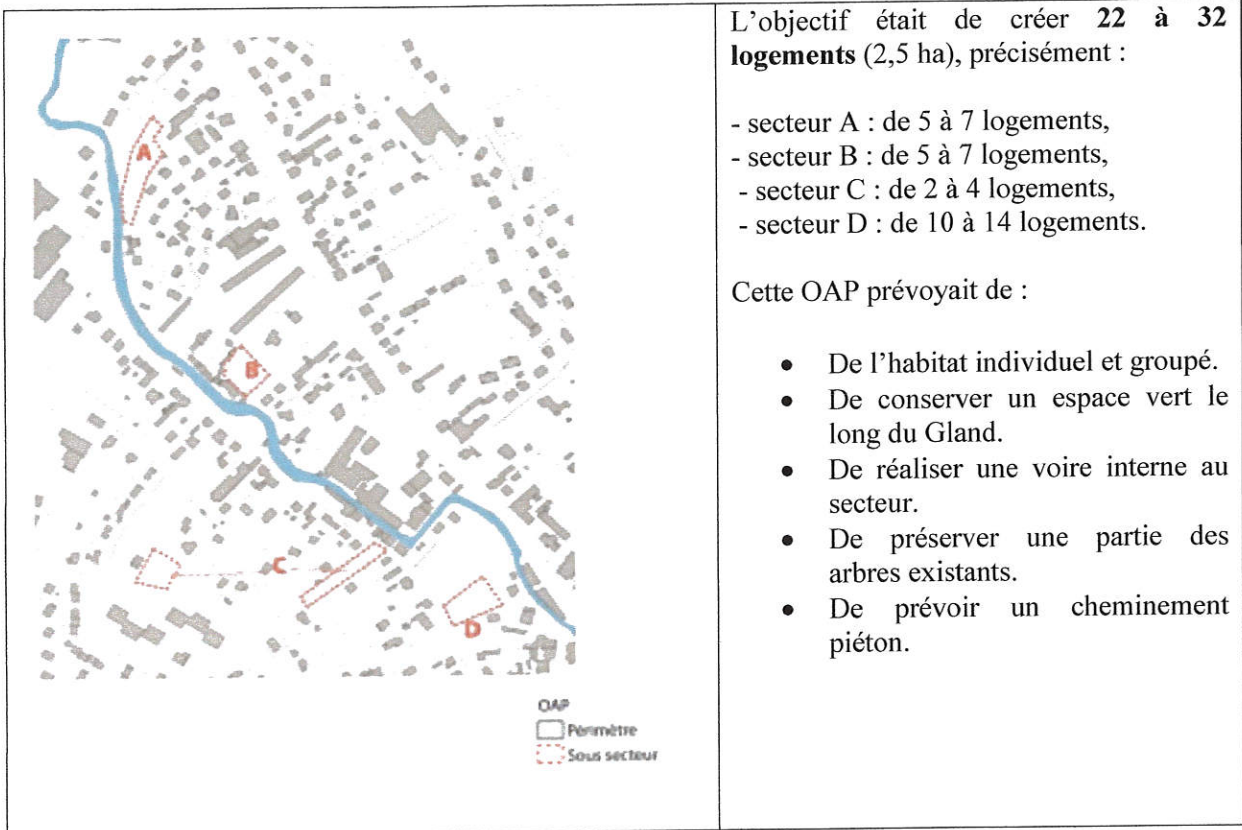 A
B
C
D
OAP
Périmètre
Sous secteur
L'objectif était de créer 22 à 32
logements (2,5 ha), précisément :
- secteur A : de 5 à 7 logements,
- secteur B : de 5 à 7 logements,
- secteur C : de 2 à 4 logements,
- secteur D : de 10 à 14 logements.
Cette OAP prévoyait de :
• De l'habitat individuel et groupé.
• De conserver un espace vert le
long du Gland.
• De réaliser une voire interne au
secteur.
• De préserver une partie des
arbres existants.
• De prévoir un cheminement
piéton.